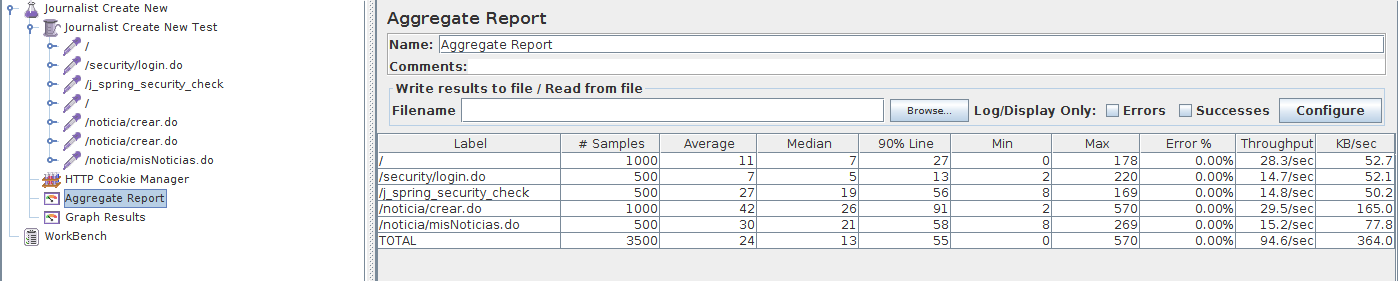 Journalist Create New
Journalist Create New Test
/
/security/login.do
/j_spring_security_check
/
/noticia/crear.do
/noticia/crear.do
/noticia/misNoticias.do
HTTP Cookie Manager
Aggregate Report
Graph Results
WorkBench
Aggregate Report
Name: Aggregate Report
Comments:
Write results to file / Read from file
Filename Browse... Log/Display Only: Errors Successes Configure
Label # Samples Average Median 90% Line Min Max Error % Throughput KB/sec
/ 1000 11 7 27 0 178 0.00% 28.3/sec 52.7
/security/login.do 500 7 5 13 2 220 0.00% 14.7/sec 52.1
/j_spring_security_check 500 27 19 56 8 169 0.00% 14.8/sec 50.2
/noticia/crear.do 1000 42 26 91 2 570 0.00% 29.5/sec 165.0
/noticia/misNoticias.do 500 30 21 58 8 269 0.00% 15.2/sec 77.8
TOTAL 3500 24 13 55 0 570 0.00% 94.6/sec 364.0